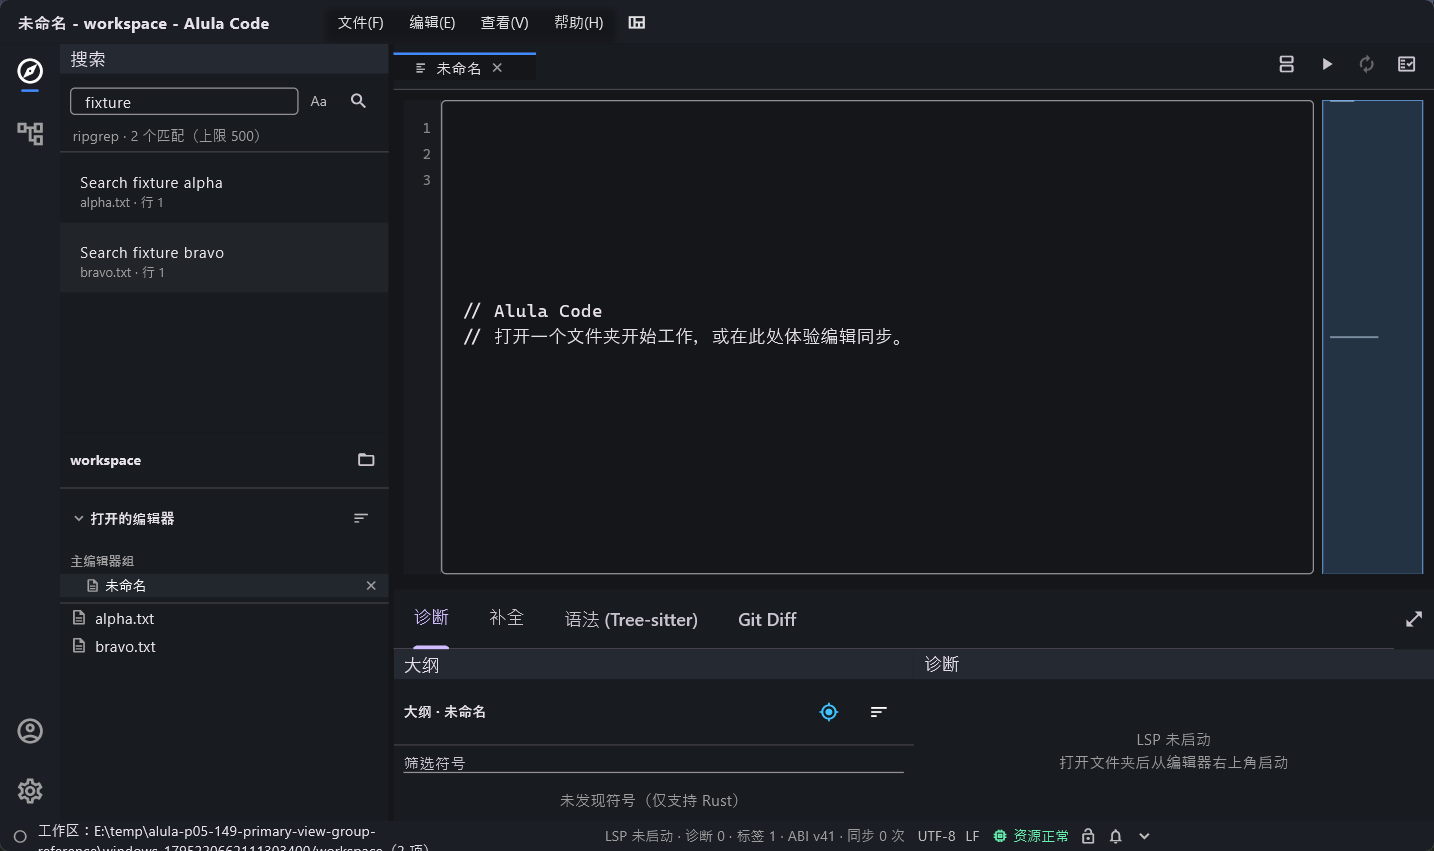 未命名 - workspace - Alula Code
文件(F) 编辑(E) 查看(V) 帮助(H)
搜索
fixture
Aa
ripgrep · 2 个匹配（上限 500）
Search fixture alpha
alpha.txt · 行 1
Search fixture bravo
bravo.txt · 行 1
workspace
打开的编辑器
主编辑器组
未命名
alpha.txt
bravo.txt
未命名
1
2
3
// Alula Code
// 打开一个文件夹开始工作，或在此处体验编辑同步。
诊断 补全 语法 (Tree-sitter) Git Diff
大纲
大纲 · 未命名
筛选符号
未发现符号（仅支持 Rust）
诊断
LSP 未启动
打开文件夹后从编辑器右上角启动
工作区：E:\temp\alula-p05-149-primary-view-group-
reference\windows-1795220662111303400/workspace（2 项）
LSP 未启动 · 诊断 0 · 标签 1 · ABI v41 · 同步 0 次 UTF-8 LF 资源正常